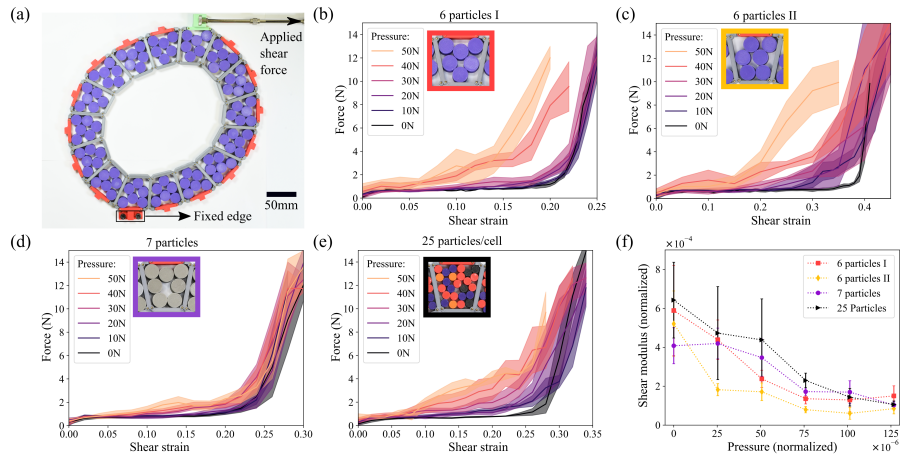 (a)
Applied
shear
force
50mm
Fixed edge
(b)
6 particles I
Pressure:
50N
40N
30N
20N
10N
0N
Force (N)
14
12
10
8
6
4
2
0
0.00 0.05 0.10 0.15 0.20 0.25
Shear strain
(c)
6 particles II
Pressure:
50N
40N
30N
20N
10N
0N
Force (N)
14
12
10
8
6
4
2
0
0.0 0.1 0.2 0.3 0.4
Shear strain
(d)
7 particles
Pressure:
50N
40N
30N
20N
10N
0N
Force (N)
14
12
10
8
6
4
2
0
0.00 0.05 0.10 0.15 0.20 0.25 0.30
Shear strain
(e)
25 particles/cell
Pressure:
50N
40N
30N
20N
10N
0N
Force (N)
14
12
10
8
6
4
2
0
0.00 0.05 0.10 0.15 0.20 0.25 0.30 0.35
Shear strain
(f)
×10⁻⁴
6 particles I
6 particles II
7 particles
25 Particles
Shear modulus (normalized)
8
6
4
2
0
0 25 50 75 100 125
Pressure (normalized)
×10⁻⁶